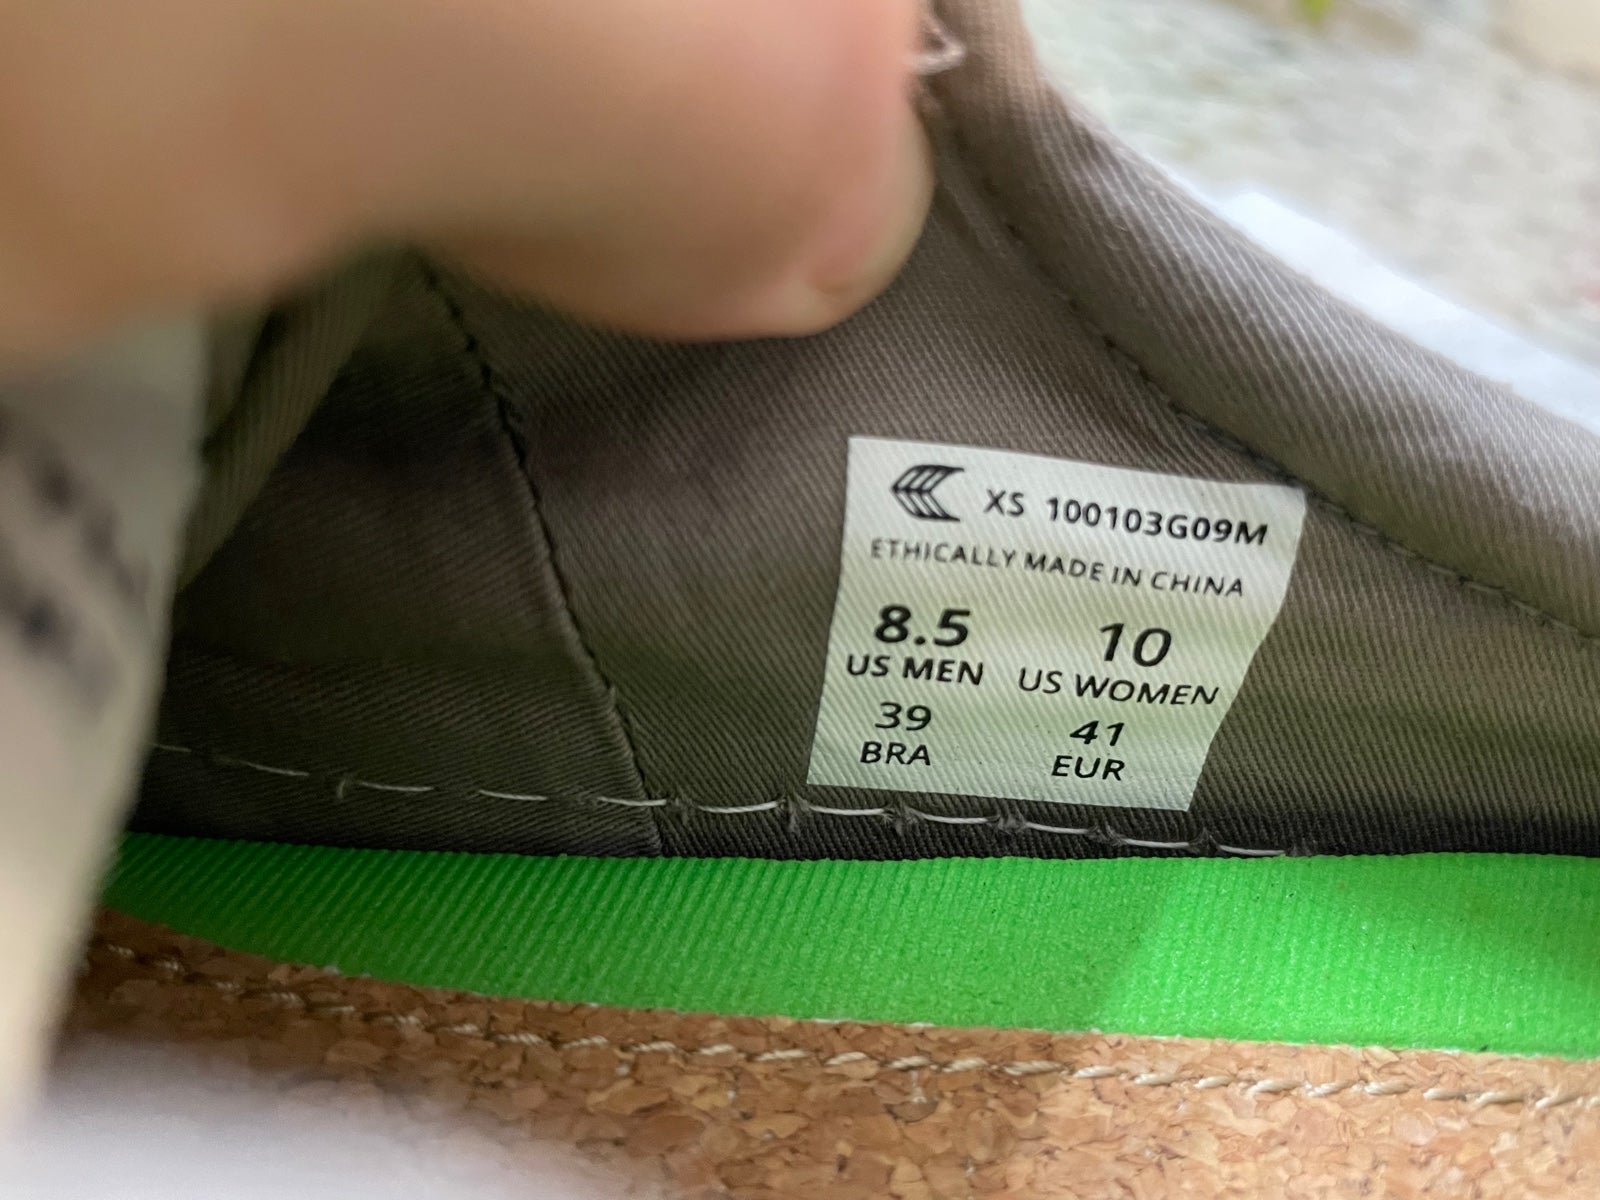 XS 100103G09M
ETHICALLY MADE IN CHINA
8.5 10
US MEN US WOMEN
39 41
BRA EUR